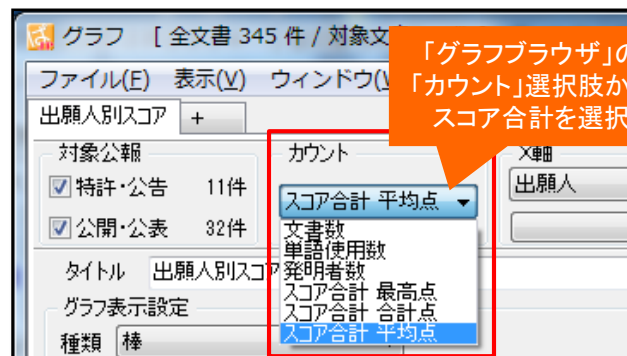 グラフ [ 全文書 345 件 / 対象文
「グラフブラウザ」の
「カウント」選択肢か
スコア合計を選択
ファイル(F) 表示(V) ウィンドウ(
出願人別スコア +
対象公報
カウント
X軸
特許・公告 11件
スコア合計 平均点
出願人
公開・公表 32件
文書数
単語使用数
発明者数
スコア合計 最高点
スコア合計 合計点
スコア合計 平均点
タイトル 出願人別スコア
グラフ表示設定
種類 棒